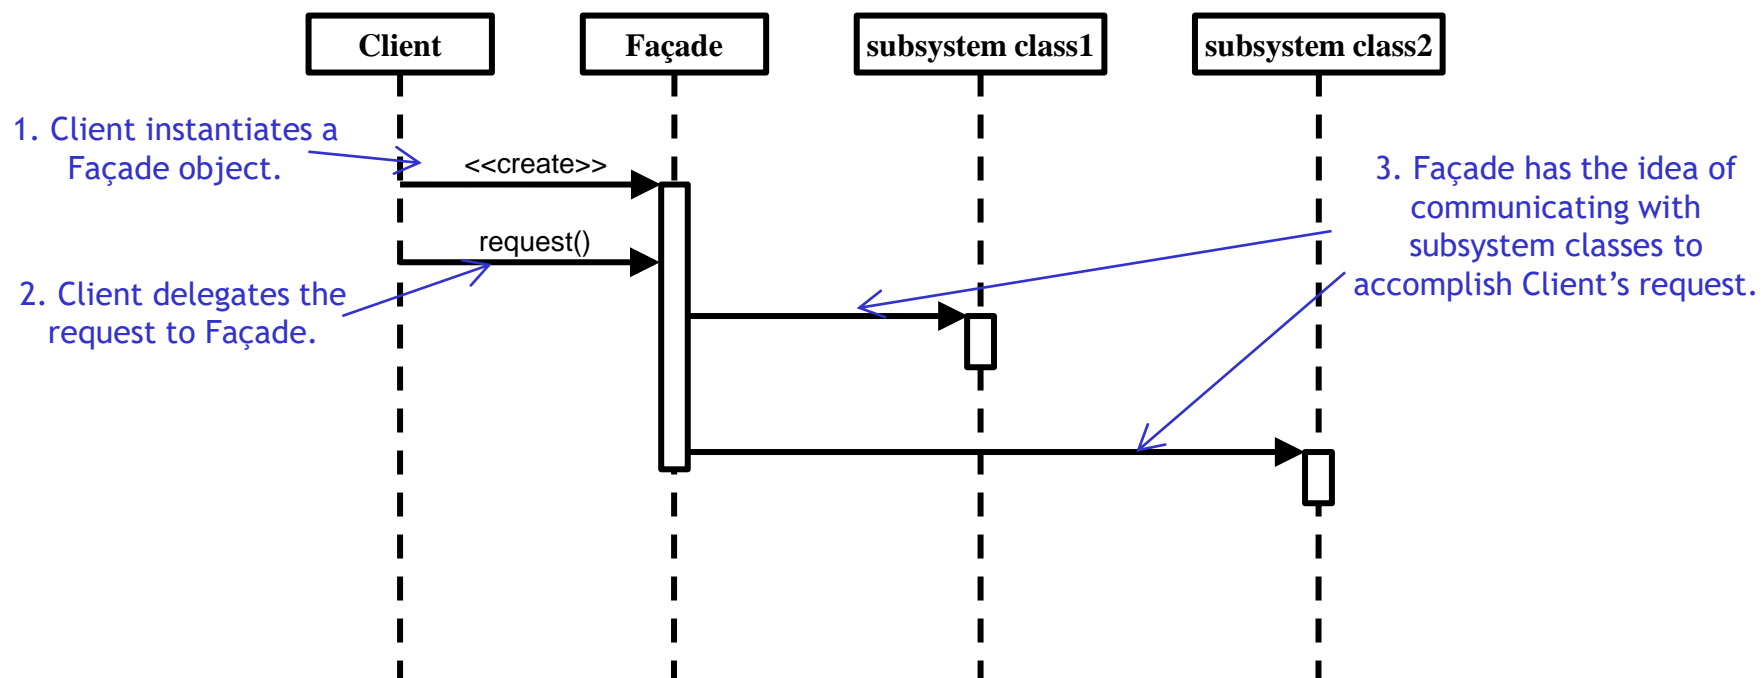 Client
Façade
subsystem class1
subsystem class2
1. Client instantiates a
Façade object.
<<create>>
request()
2. Client delegates the
request to Façade.
3. Façade has the idea of
communicating with
subsystem classes to
accomplish Client’s request.